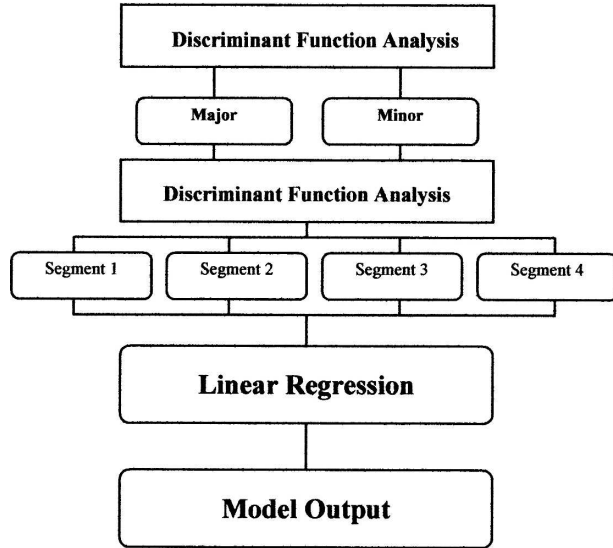 Discriminant Function Analysis
Major
Minor
Discriminant Function Analysis
Segment 1
Segment 2
Segment 3
Segment 4
Linear Regression
Model Output